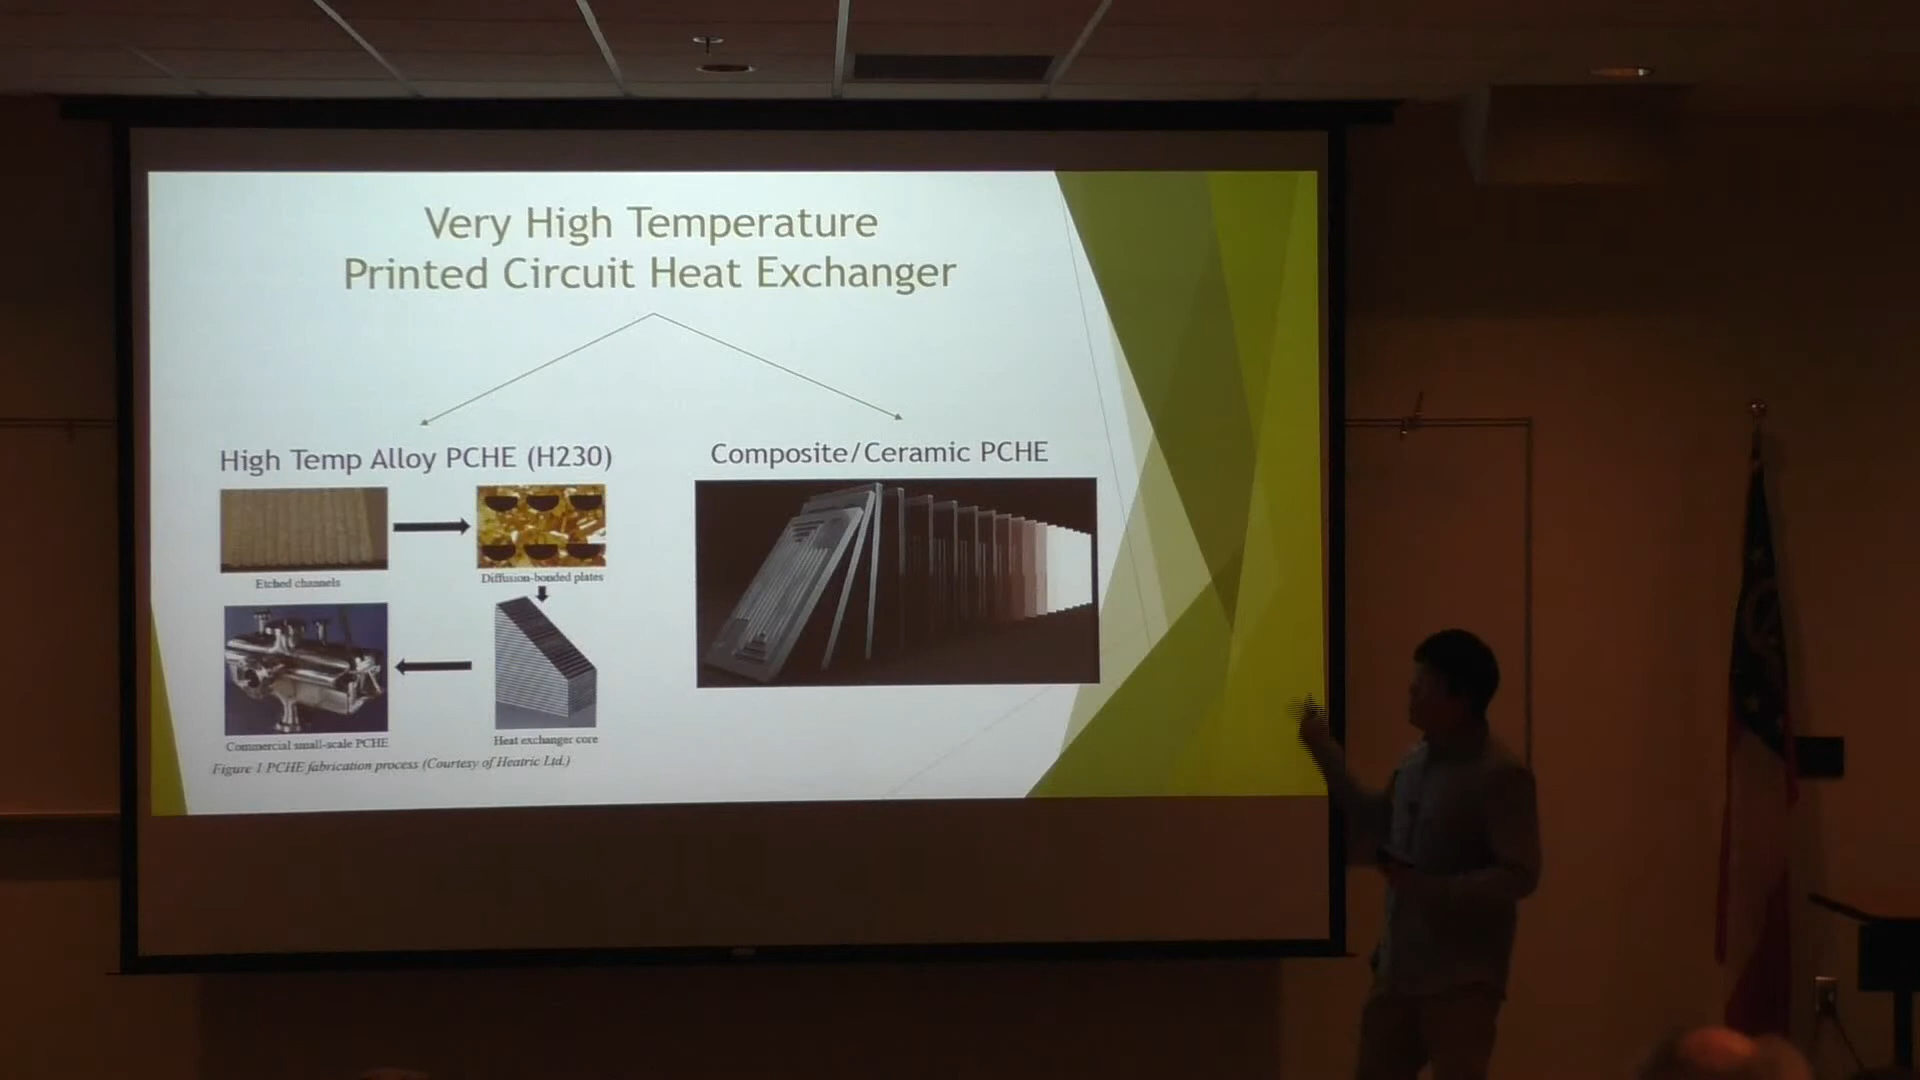 Very High Temperature
Printed Circuit Heat Exchanger
High Temp Alloy PCHE (H230)
Composite/Ceramic PCHE
Etched channels
Diffusion-bonded plates
Commercial small-scale PCHE
Heat exchanger core
Figure 1 PCHE fabrication process (Courtesy of Heatric Ltd.)